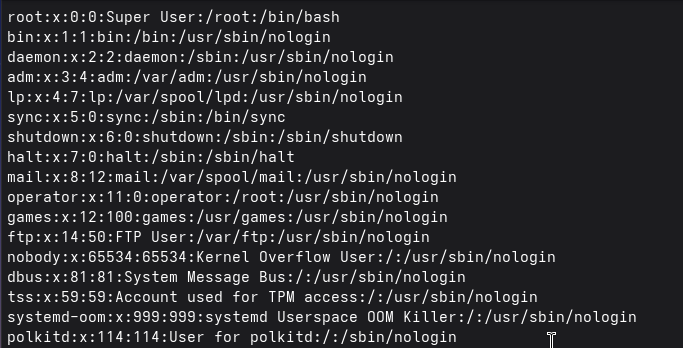 root:x:0:0:Super User:/root:/bin/bash
bin:x:1:1:bin:/bin:/usr/sbin/nologin
daemon:x:2:2:daemon:/sbin:/usr/sbin/nologin
adm:x:3:4:adm:/var/adm:/usr/sbin/nologin
lp:x:4:7:lp:/var/spool/lpd:/usr/sbin/nologin
sync:x:5:0:sync:/sbin:/bin/sync
shutdown:x:6:0:shutdown:/sbin:/sbin/shutdown
halt:x:7:0:halt:/sbin:/sbin/halt
mail:x:8:12:mail:/var/spool/mail:/usr/sbin/nologin
operator:x:11:0:operator:/root:/usr/sbin/nologin
games:x:12:100:games:/usr/games:/usr/sbin/nologin
ftp:x:14:50:FTP User:/var/ftp:/usr/sbin/nologin
nobody:x:65534:65534:Kernel Overflow User:/:/usr/sbin/nologin
dbus:x:81:81:System Message Bus:/:/usr/sbin/nologin
tss:x:59:59:Account used for TPM access:/:/usr/sbin/nologin
systemd-oom:x:999:999:systemd Userspace OOM Killer:/:/usr/sbin/nologin
polkitd:x:114:114:User for polkitd:/:/sbin/nologin